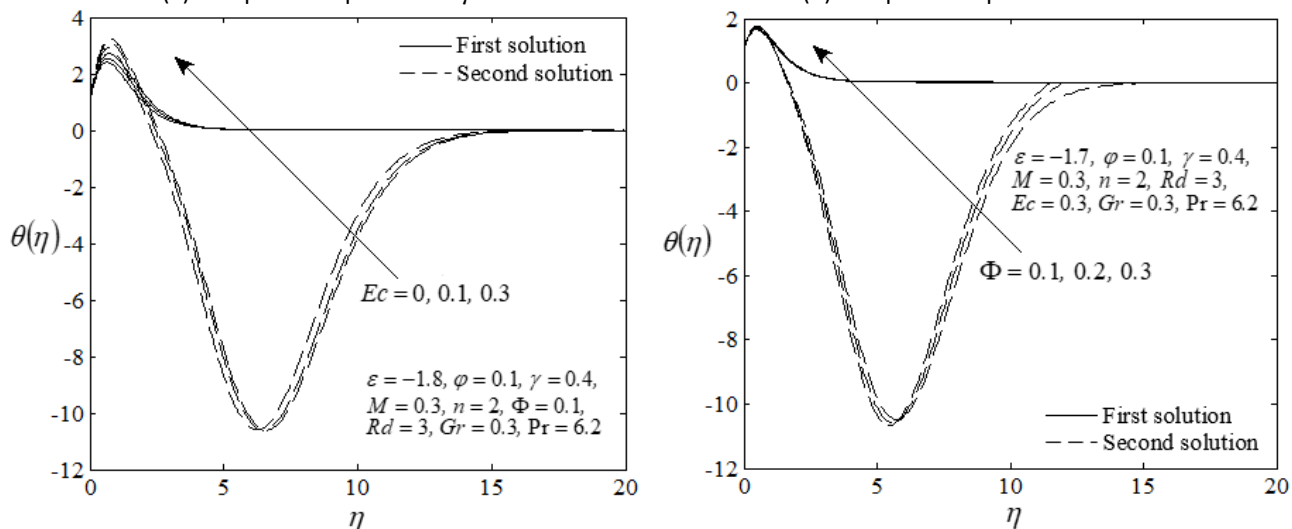 4
2
0
-2
-4
-6
-8
-10
-12
θ(η)
First solution
Second solution
Ec = 0, 0.1, 0.3
ε = −1.8, φ = 0.1, γ = 0.4,
M = 0.3, n = 2, Φ = 0.1,
Rd = 3, Gr = 0.3, Pr = 6.2
0 5 10 15 20
η
2
0
-2
-4
-6
-8
-10
-12
θ(η)
ε = −1.7, φ = 0.1, γ = 0.4,
M = 0.3, n = 2, Rd = 3,
Ec = 0.3, Gr = 0.3, Pr = 6.2
Φ = 0.1, 0.2, 0.3
First solution
Second solution
0 5 10 15 20
η